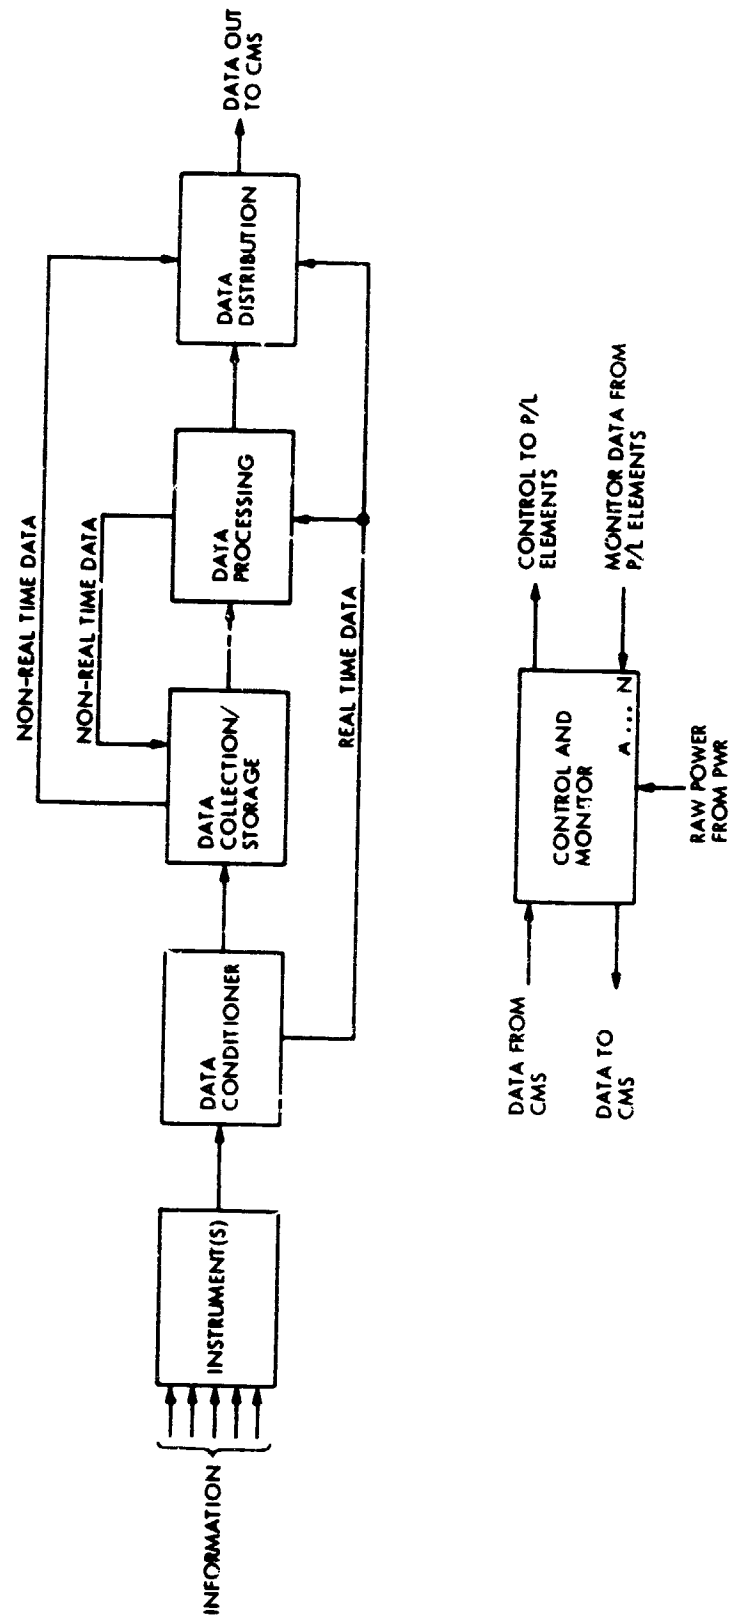 INFORMATION
INSTRUMENT(S)
DATA
CONDITIONER
DATA
COLLECTION/
STORAGE
DATA
PROCESSING
DATA
DISTRIBUTION
DATA OUT
TO CMS
NON-REAL TIME DATA
NON-REAL TIME DATA
REAL TIME DATA
DATA FROM
CMS
DATA TO
CMS
CONTROL AND
MONITOR
A ... N
CONTROL TO P/L
ELEMENTS
MONITOR DATA FROM
P/L ELEMENTS
RAW POWER
FROM PWR